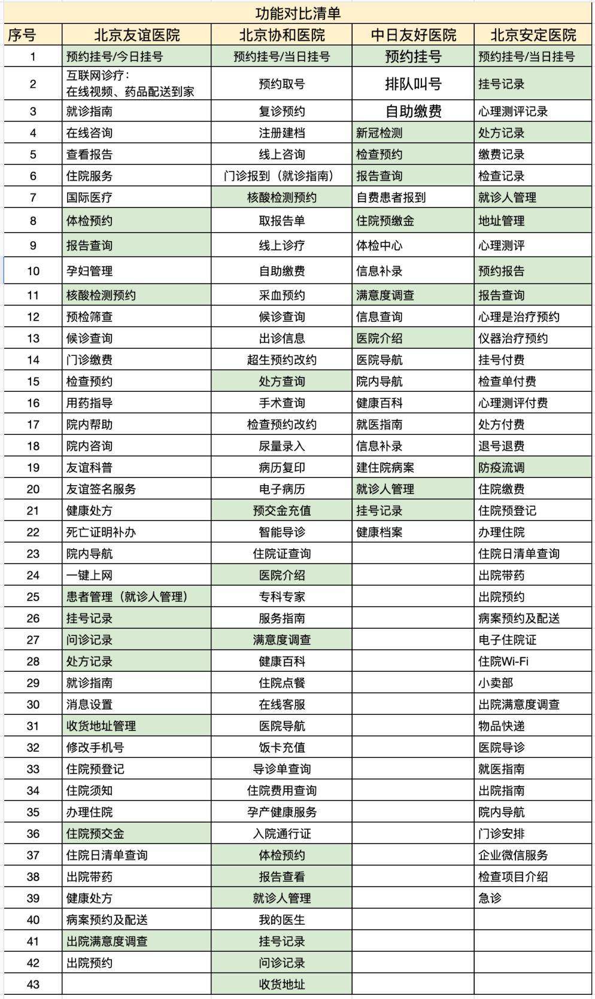 功能对比清单
序号 北京友谊医院 北京协和医院 中日友好医院 北京安定医院
1 预约挂号/今日挂号 预约挂号/当日挂号 预约挂号 预约挂号/当日挂号
2 互联网诊疗：
在线视频、药品配送到家 预约取号 排队叫号 挂号记录
3 就诊指南 复诊预约 自助缴费 心理测评记录
4 在线咨询 注册建档 新冠检测 处方记录
5 查看报告 线上咨询 检查预约 缴费记录
6 住院服务 门诊报到（就诊指南） 报告查询 检查记录
7 国际医疗 核酸检测预约 自费患者报到 就诊人管理
8 体检预约 取报告单 住院预缴金 地址管理
9 报告查询 线上诊疗 体检中心 心理测评
10 孕妇管理 自助缴费 信息补录 预约报告
11 核酸检测预约 采血预约 满意度调查 报告查询
12 预检筛查 候诊查询 信息查询 心理是治疗预约
13 候诊查询 出诊信息 医院介绍 仪器治疗预约
14 门诊缴费 超生预约改约 医院导航 挂号付费
15 检查预约 处方查询 院内导航 检查单付费
16 用药指导 手术查询 健康百科 心理测评付费
17 院内帮助 检查预约改约 就医指南 处方付费
18 院内咨询 尿量录入 信息补录 退号退费
19 友谊科普 病历复印 建住院病案 防疫流调
20 友谊签名服务 电子病历 就诊人管理 住院缴费
21 健康处方 预交金充值 挂号记录 住院预登记
22 死亡证明补办 智能导诊 健康档案 办理住院
23 院内导航 住院证查询 住院日清单查询
24 一键上网 医院介绍 出院带药
25 患者管理（就诊人管理） 专科专家 出院预约
26 挂号记录 服务指南 病案预约及配送
27 问诊记录 满意度调查 电子住院证
28 处方记录 健康百科 住院Wi-Fi
29 就诊指南 住院点餐 小卖部
30 消息设置 在线客服 出院满意度调查
31 收货地址管理 医院导航 物品快递
32 修改手机号 饭卡充值 医院导诊
33 住院预登记 导诊单查询 就医指南
34 住院须知 住院费用查询 出院指南
35 办理住院 孕产健康服务 院内导航
36 住院预交金 入院通行证 门诊安排
37 住院日清单查询 体检预约 企业微信服务
38 出院带药 报告查看 检查项目介绍
39 健康处方 就诊人管理 急诊
40 病案预约及配送 我的医生
41 出院满意度调查 挂号记录
42 出院预约 问诊记录
43 收货地址